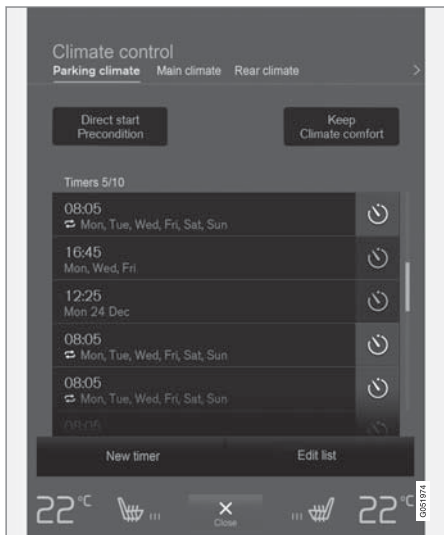 Climate control
Parking climate Main climate Rear climate >
Direct start
Precondition
Keep
Climate comfort
Timers 5/10
08:05
Mon, Tue, Wed, Fri, Sat, Sun
16:45
Mon, Wed, Fri
12:25
Mon 24 Dec
08:05
Mon, Tue, Wed, Fri, Sat, Sun
08:05
Mon, Tue, Wed, Fri, Sat, Sun
08:05
New timer Edit list
22°C
Close
22°C
G051974